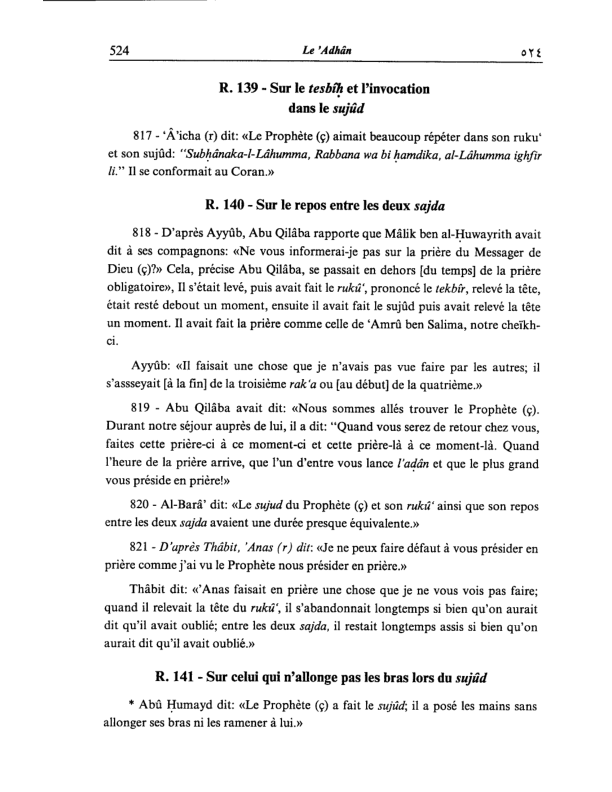 524 Le 'Adhân ٥٢٤
R. 139 - Sur le tesbîḥ et l'invocation
dans le sujûd
817 - ‘Â'icha (r) dit: «Le Prophète (ç) aimait beaucoup répéter dans son ruku‘
et son sujûd: "Subḥânaka-l-Lâhumma, Rabbana wa bi ḥamdika, al-Lâhumma ighfir
li." Il se conformait au Coran.»
R. 140 - Sur le repos entre les deux sajda
818 - D'après Ayyûb, Abu Qilâba rapporte que Mâlik ben al-Ḥuwayrith avait
dit à ses compagnons: «Ne vous informerai-je pas sur la prière du Messager de
Dieu (ç)?» Cela, précise Abu Qilâba, se passait en dehors [du temps] de la prière
obligatoire», Il s'était levé, puis avait fait le rukû‘, prononcé le tekbîr, relevé la tête,
était resté debout un moment, ensuite il avait fait le sujûd puis avait relevé la tête
un moment. Il avait fait la prière comme celle de ‘Amrû ben Salima, notre cheïkh-
ci.
Ayyûb: «Il faisait une chose que je n'avais pas vue faire par les autres; il
s'assseyait [à la fin] de la troisième rak‘a ou [au début] de la quatrième.»
819 - Abu Qilâba avait dit: «Nous sommes allés trouver le Prophète (ç).
Durant notre séjour auprès de lui, il a dit: "Quand vous serez de retour chez vous,
faites cette prière-ci à ce moment-ci et cette prière-là à ce moment-là. Quand
l'heure de la prière arrive, que l'un d'entre vous lance l'aḍân et que le plus grand
vous préside en prière!»
820 - Al-Barâ' dit: «Le sujud du Prophète (ç) et son rukû‘ ainsi que son repos
entre les deux sajda avaient une durée presque équivalente.»
821 - D'après Thâbit, 'Anas (r) dit: «Je ne peux faire défaut à vous présider en
prière comme j'ai vu le Prophète nous présider en prière.»
Thâbit dit: «'Anas faisait en prière une chose que je ne vous vois pas faire;
quand il relevait la tête du rukû‘, il s'abandonnait longtemps si bien qu'on aurait
dit qu'il avait oublié; entre les deux sajda, il restait longtemps assis si bien qu'on
aurait dit qu'il avait oublié.»
R. 141 - Sur celui qui n'allonge pas les bras lors du sujûd
* Abû Ḥumayd dit: «Le Prophète (ç) a fait le sujûd; il a posé les mains sans
allonger ses bras ni les ramener à lui.»